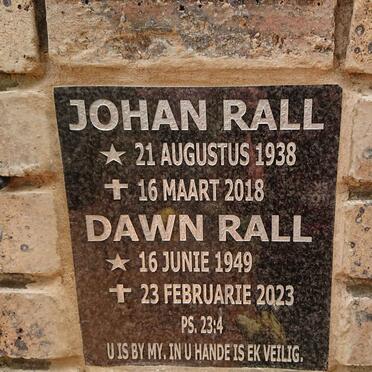 JOHAN RALL
★ 21 AUGUSTUS 1938
✝ 16 MAART 2018
DAWN RALL
★ 16 JUNIE 1949
✝ 23 FEBRUARIE 2023
PS. 23:4
U IS BY MY. IN U HANDE IS EK VEILIG.